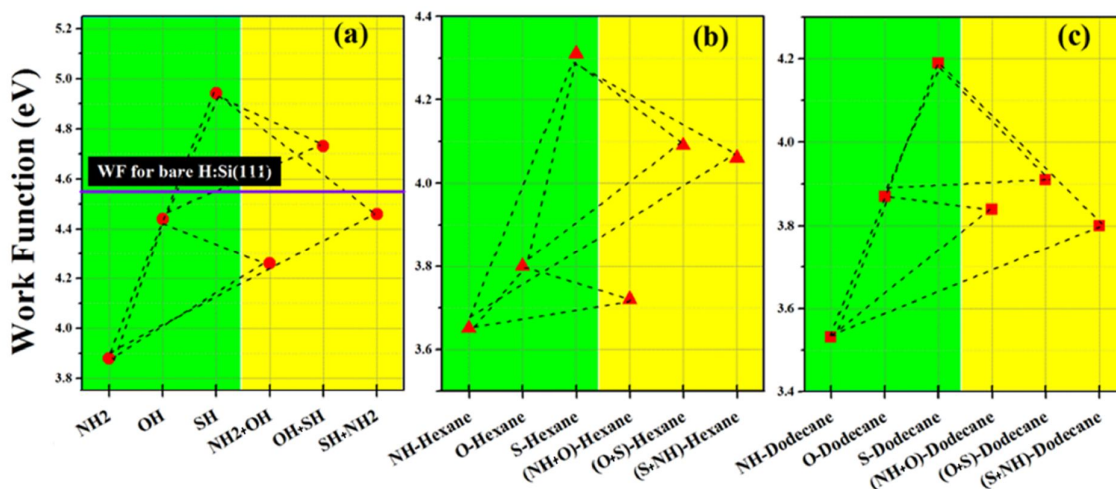 Work Function (eV)
5.2
5.0
4.8
4.6
4.4
4.2
4.0
3.8
(a)
WF for bare H:Si(111)
NH2
OH
SH
NH2+OH
OH+SH
SH+NH2
4.4
4.2
4.0
3.8
3.6
(b)
NH-Hexane
O-Hexane
S-Hexane
(NH+O)-Hexane
(O+S)-Hexane
(S+NH)-Hexane
4.2
4.0
3.8
3.6
3.4
(c)
NH-Dodecane
O-Dodecane
S-Dodecane
(NH+O)-Dodecane
(O+S)-Dodecane
(S+NH)-Dodecane